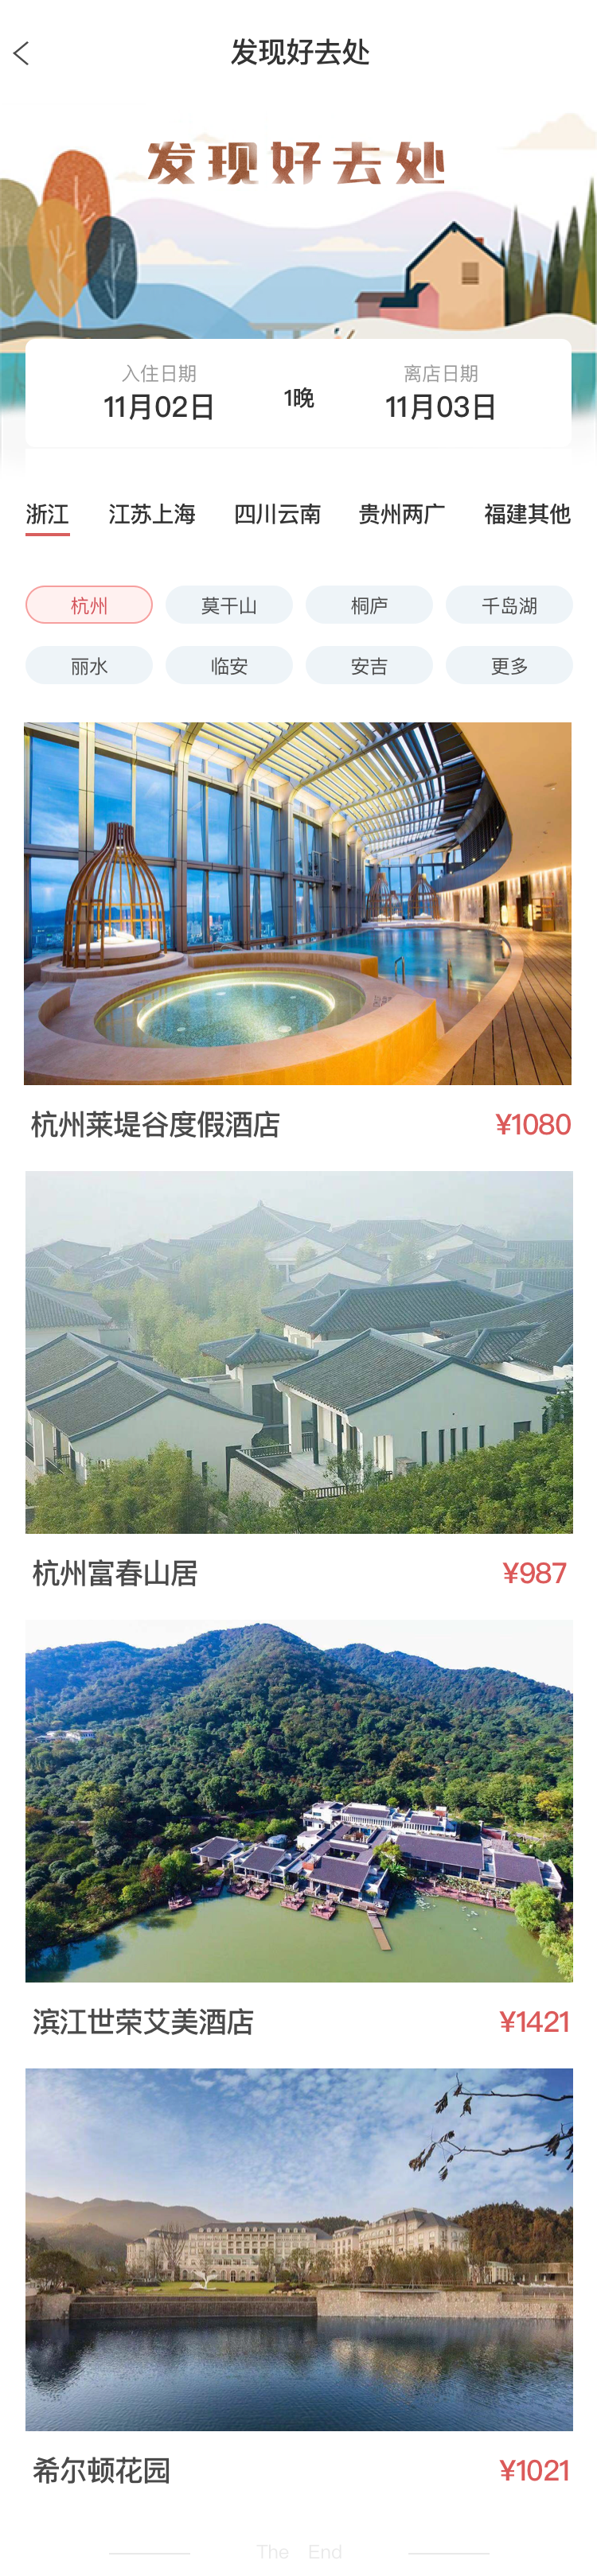 发现好去处
发现好去处
入住日期
离店日期
11月02日
1晚
11月03日
浙江 江苏上海 四川云南 贵州两广 福建其他
杭州 莫干山 桐庐 千岛湖
丽水 临安 安吉 更多
杭州莱堤谷度假酒店 ¥1080
杭州富春山居 ¥987
滨江世荣艾美酒店 ¥1421
希尔顿花园 ¥1021
The End